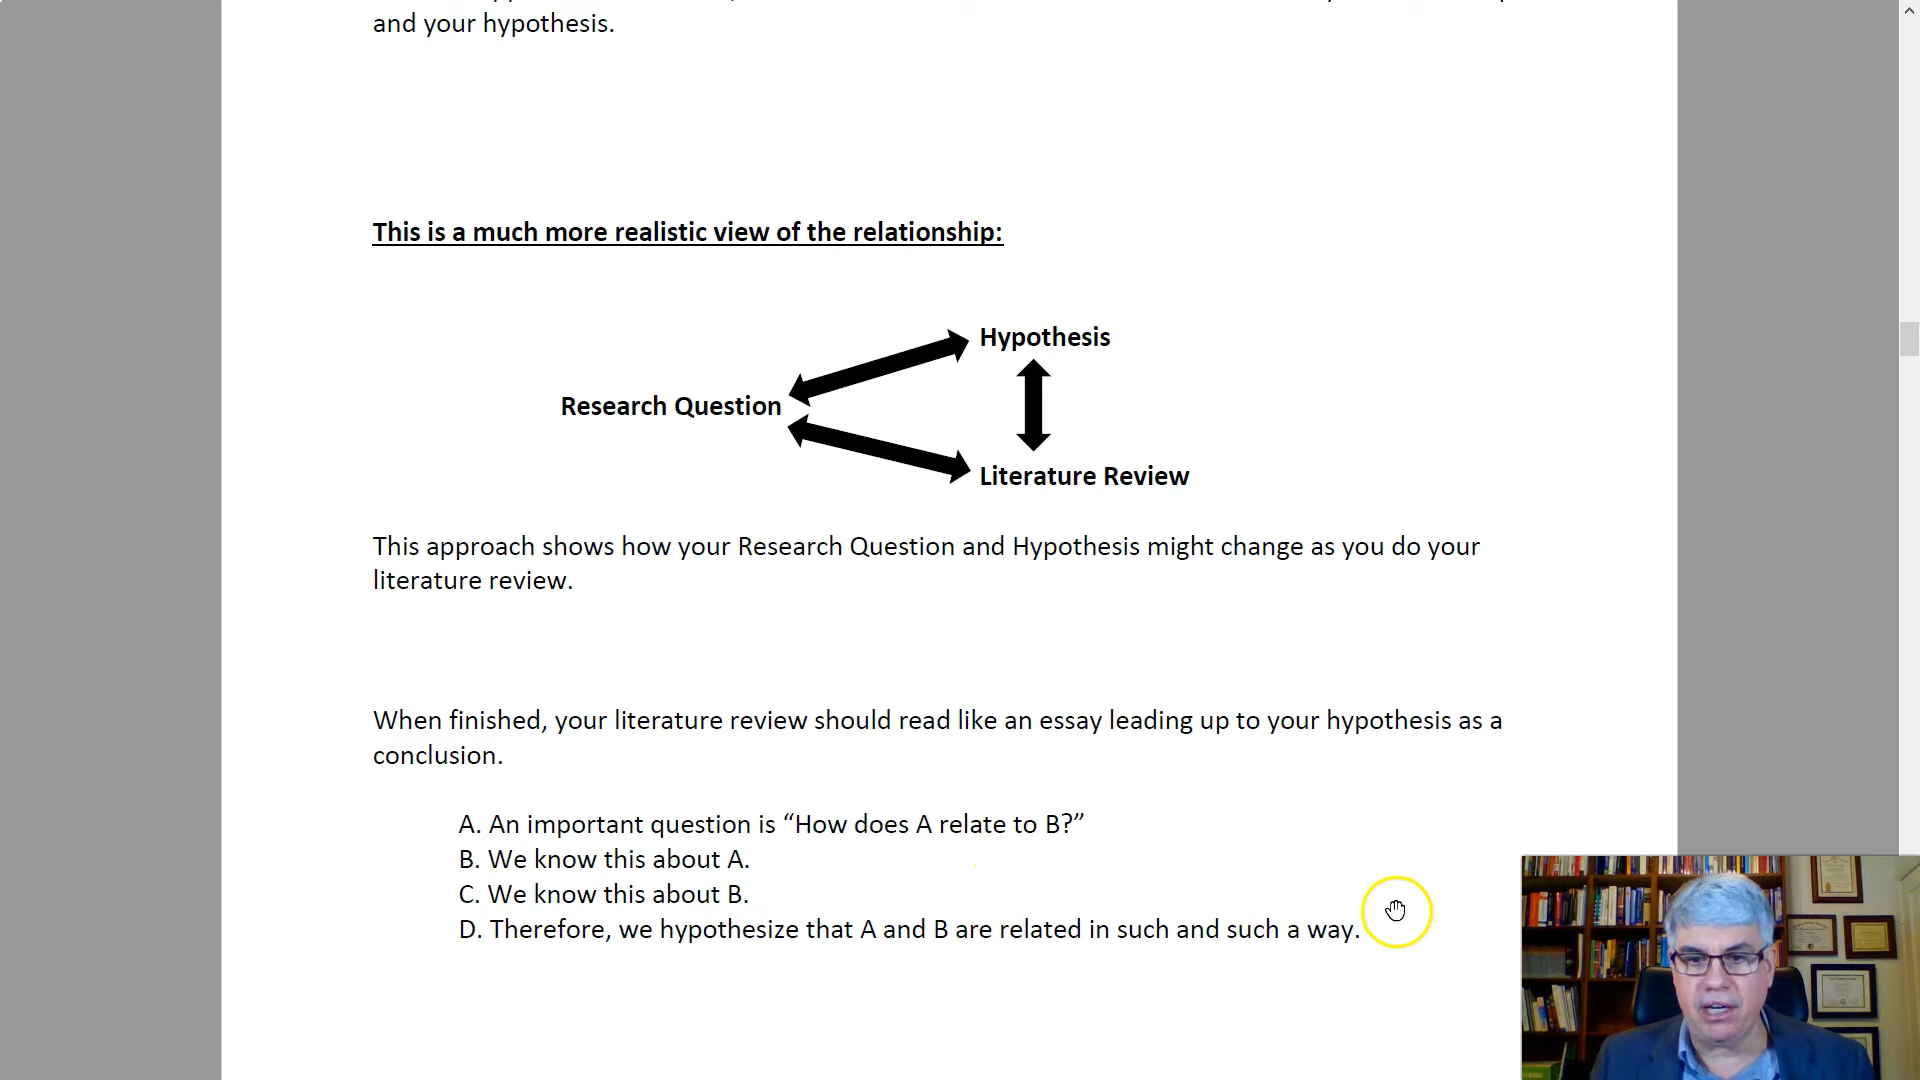 and your hypothesis.
This is a much more realistic view of the relationship:
Hypothesis
Research Question
Literature Review
This approach shows how your Research Question and Hypothesis might change as you do your
literature review.
When finished, your literature review should read like an essay leading up to your hypothesis as a
conclusion.
A. An important question is “How does A relate to B?”
B. We know this about A.
C. We know this about B.
D. Therefore, we hypothesize that A and B are related in such and such a way.